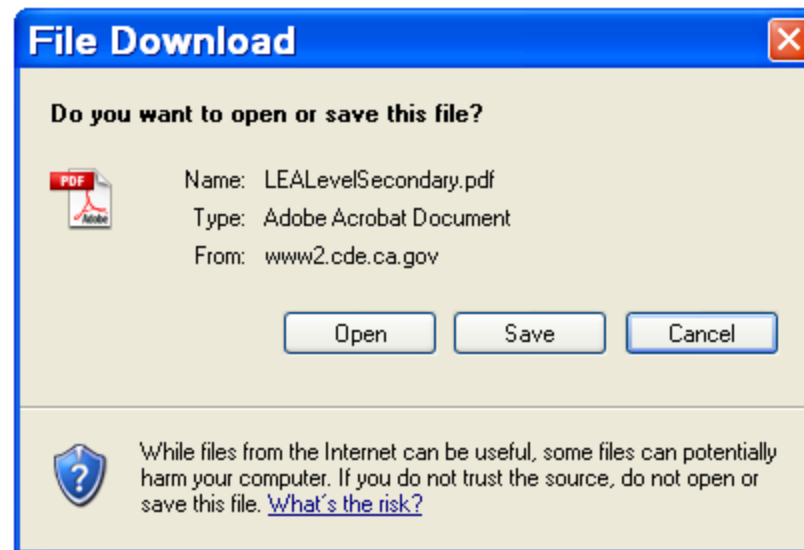 File Download
Do you want to open or save this file?
PDF
Adobe
Name: LEALevelSecondary.pdf
Type: Adobe Acrobat Document
From: www2.cde.ca.gov
Open Save Cancel
?
While files from the Internet can be useful, some files can potentially
harm your computer. If you do not trust the source, do not open or
save this file. What's the risk?